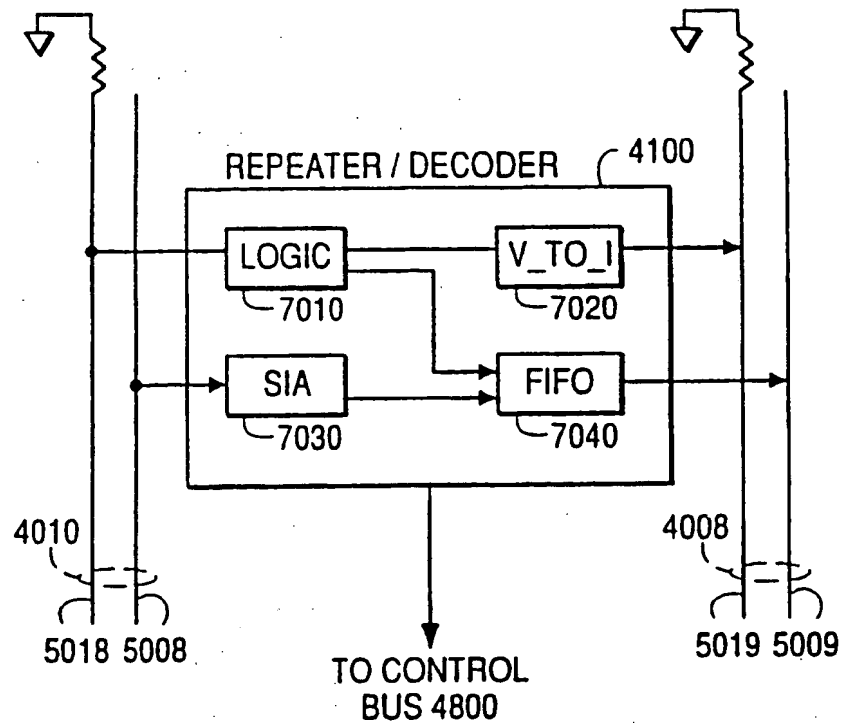 REPEATER / DECODER
4100
LOGIC
7010
V_TO_I
7020
SIA
7030
FIFO
7040
4010
4008
5018 5008
5019 5009
TO CONTROL
BUS 4800